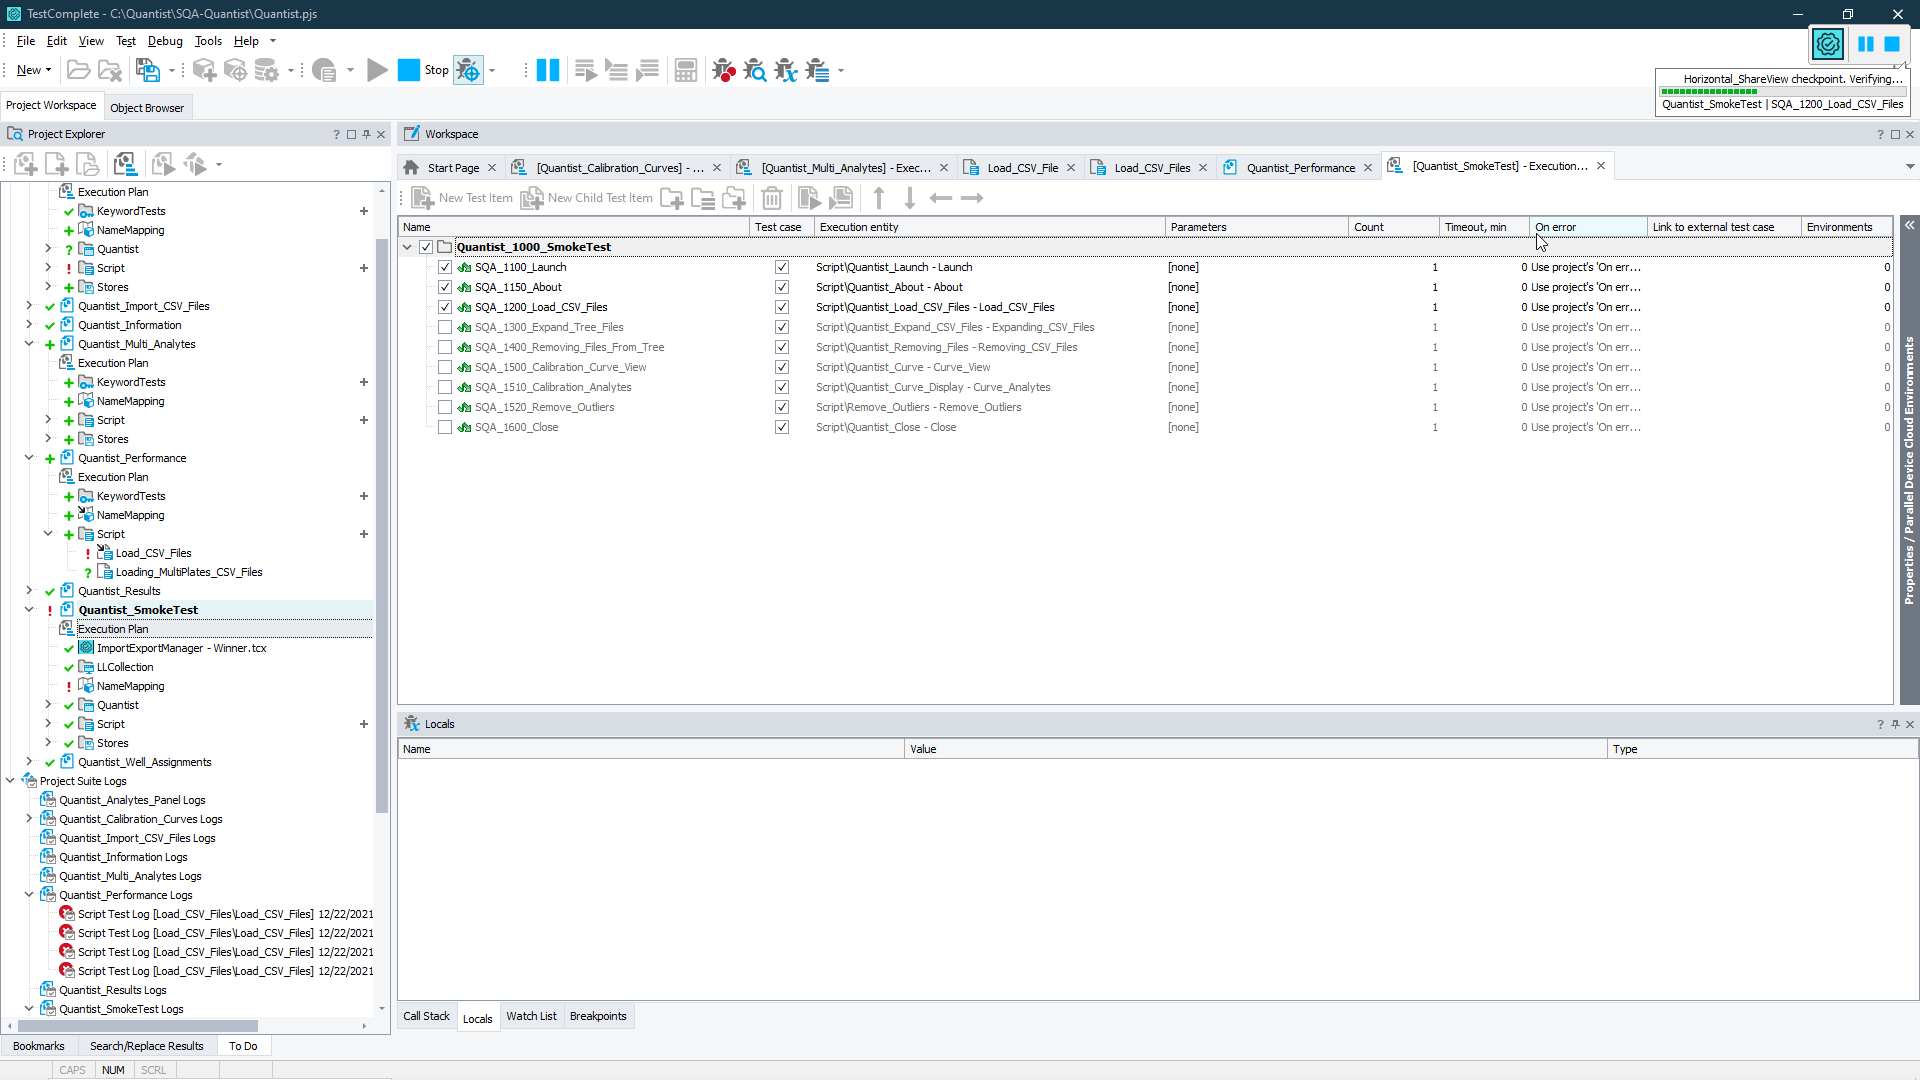 TestComplete - C:\Quantist\SQA-Quantist\Quantist.pjs
File Edit View Test Debug Tools Help
New Stop
Horizontal_ShareView checkpoint. Verifying...
Quantist_SmokeTest | SQA_1200_Load_CSV_Files
Project Workspace Object Browser
Project Explorer
Execution Plan
KeywordTests
NameMapping
Quantist
Script
Stores
Quantist_Import_CSV_Files
Quantist_Information
Quantist_Multi_Analytes
Execution Plan
KeywordTests
NameMapping
Script
Stores
Quantist_Performance
Execution Plan
KeywordTests
NameMapping
Script
Load_CSV_Files
Loading_MultiPlates_CSV_Files
Quantist_Results
Quantist_SmokeTest
Execution Plan
ImportExportManager - Winner.tcx
LLCollection
NameMapping
Quantist
Script
Stores
Quantist_Well_Assignments
Project Suite Logs
Quantist_Analytes_Panel Logs
Quantist_Calibration_Curves Logs
Quantist_Import_CSV_Files Logs
Quantist_Information Logs
Quantist_Multi_Analytes Logs
Quantist_Performance Logs
Script Test Log [Load_CSV_Files\Load_CSV_Files] 12/22/2021
Script Test Log [Load_CSV_Files\Load_CSV_Files] 12/22/2021
Script Test Log [Load_CSV_Files\Load_CSV_Files] 12/22/2021
Script Test Log [Load_CSV_Files\Load_CSV_Files] 12/22/2021
Quantist_Results Logs
Quantist_SmokeTest Logs
Bookmarks Search/Replace Results To Do
CAPS NUM SCRL
Workspace
Start Page [Quantist_Calibration_Curves] - ... [Quantist_Multi_Analytes] - Exec... Load_CSV_File Load_CSV_Files Quantist_Performance [Quantist_SmokeTest] - Execution...
New Test Item New Child Test Item
Name Test case Execution entity Parameters Count Timeout, min On error Link to external test case Environments
Quantist_1000_SmokeTest
SQA_1100_Launch Script\Quantist_Launch - Launch [none] 1 0 Use project's 'On err... 0
SQA_1150_About Script\Quantist_About - About [none] 1 0 Use project's 'On err... 0
SQA_1200_Load_CSV_Files Script\Quantist_Load_CSV_Files - Load_CSV_Files [none] 1 0 Use project's 'On err... 0
SQA_1300_Expand_Tree_Files Script\Quantist_Expand_CSV_Files - Expanding_CSV_Files [none] 1 0 Use project's 'On err... 0
SQA_1400_Removing_Files_From_Tree Script\Quantist_Removing_Files - Removing_CSV_Files [none] 1 0 Use project's 'On err... 0
SQA_1500_Calibration_Curve_View Script\Quantist_Curve - Curve_View [none] 1 0 Use project's 'On err... 0
SQA_1510_Calibration_Analytes Script\Quantist_Curve_Display - Curve_Analytes [none] 1 0 Use project's 'On err... 0
SQA_1520_Remove_Outliers Script\Remove_Outliers - Remove_Outliers [none] 1 0 Use project's 'On err... 0
SQA_1600_Close Script\Quantist_Close - Close [none] 1 0 Use project's 'On err... 0
Properties / Parallel Device Cloud Environments
Locals
Name Value Type
Call Stack Locals Watch List Breakpoints